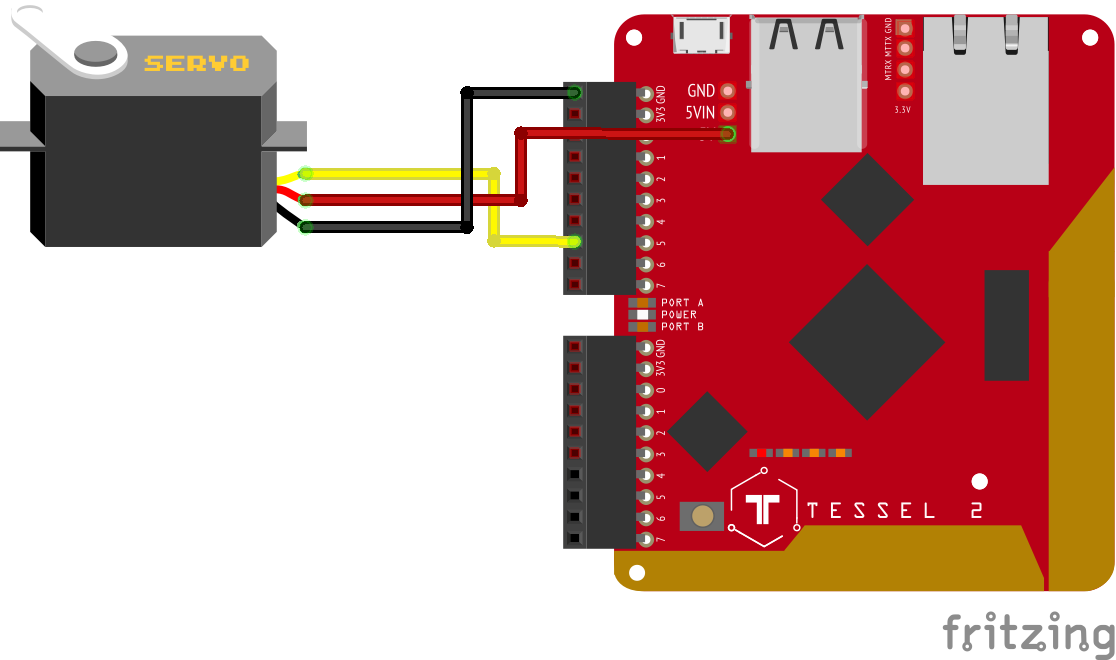 SERVO
GND
5VIN
GND
MTTX
MTRX
3.3V
GND
3V3
1
2
3
4
5
6
7
PORT A
POWER
PORT B
GND
3V3
0
1
2
3
4
5
6
7
TESSEL 2
fritzing